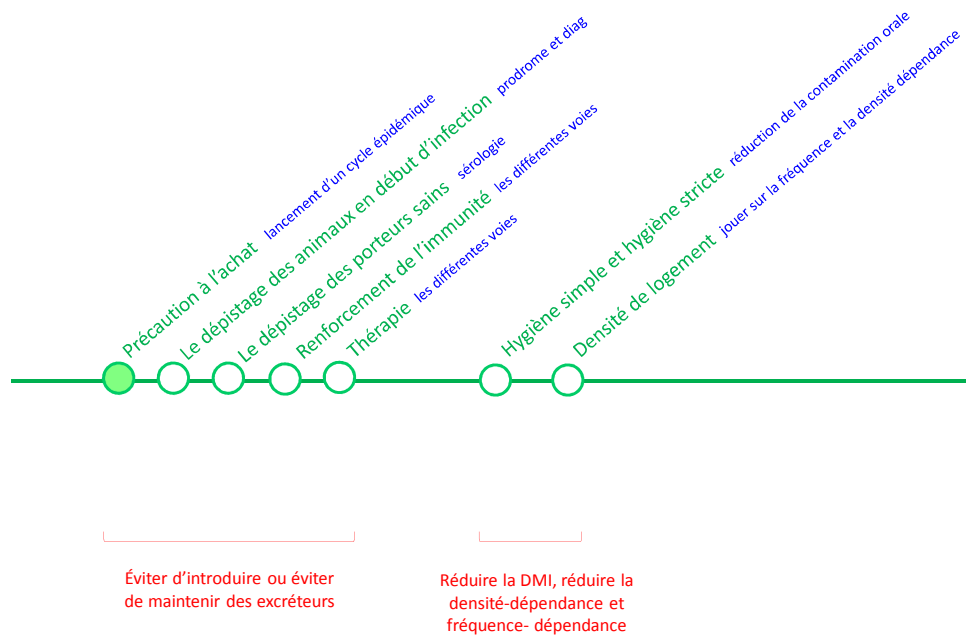 Précaution à l’achat lancement d’un cycle épidémique
Le dépistage des animaux en début d’infection prodrome et diag
Le dépistage des porteurs sains sérologie
Renforcement de l’immunité les différentes voies
Thérapie les différentes voies
Hygiène simple et hygiène stricte réduction de la contamination orale
Densité de logement jouer sur la fréquence et la densité dépendance
Éviter d’introduire ou éviter
de maintenir des excréteurs
Réduire la DMI, réduire la
densité-dépendance et
fréquence- dépendance